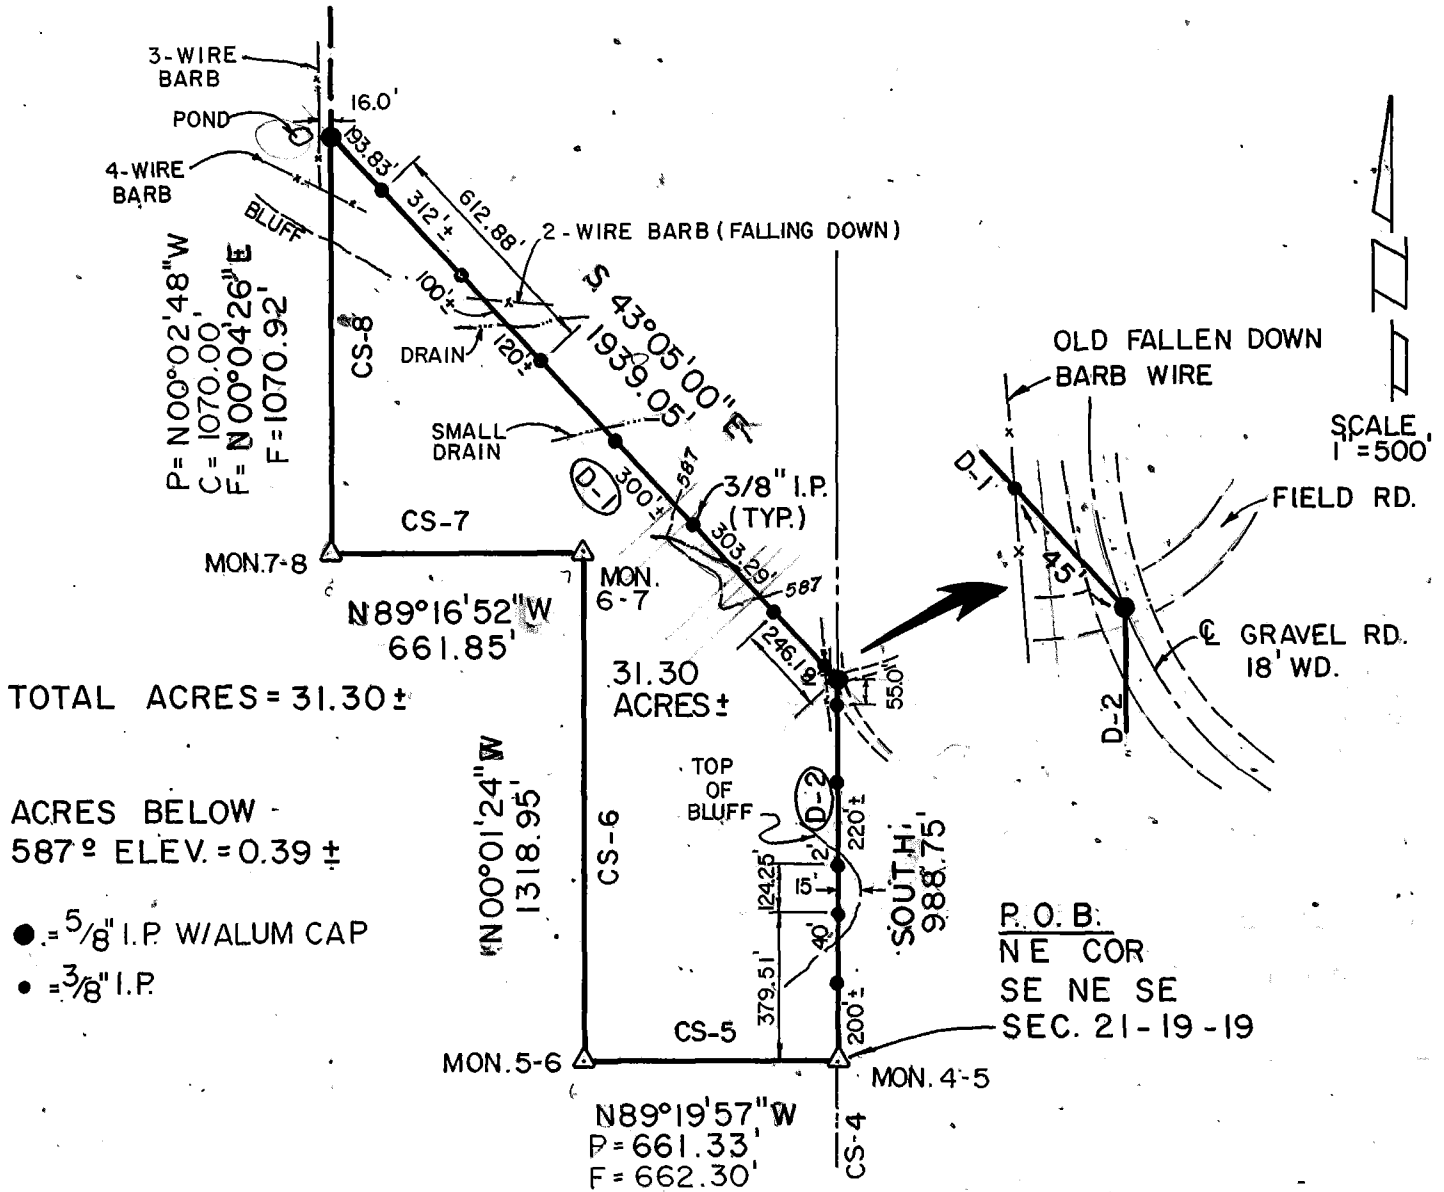 3-WIRE
BARB
16.0'
POND
193.83'
4-WIRE
BARB
BLUFF
312'±
612.88'
2-WIRE BARB (FALLING DOWN)
100'±
DRAIN
120'±
S 43°05'00"E
1939.05'
P= N00°02'48"W
C= 1070.00'
F= N00°04'26"E
F= 1070.92'
CS-8
SMALL
DRAIN
D-1
300'±
587
3/8" I.P.
(TYP.)
303.29'
587
CS-7
MON.7-8
MON.
6-7
N89°16'52"W
661.85'
246.18'
55.0'
OLD FALLEN DOWN
BARB WIRE
D-1
45'
FIELD RD.
℄ GRAVEL RD.
18' WD.
D-2
SCALE
1"=500'
TOTAL ACRES = 31.30±
31.30
ACRES±
ACRES BELOW
587º ELEV. = 0.39 ±
● = 5/8" I.P. W/ALUM CAP
• = 3/8" I.P.
N00°01'24"W
1318.95'
CS-6
TOP
OF
BLUFF
D-2
220'±
2'
124.25'
15'
40'
379.51'
200'±
SOUTH
988.75'
P.O.B.
NE COR
SE NE SE
SEC. 21-19-19
CS-5
MON.5-6
MON. 4-5
N89°19'57"W
P= 661.33'
F= 662.30'
CS-4